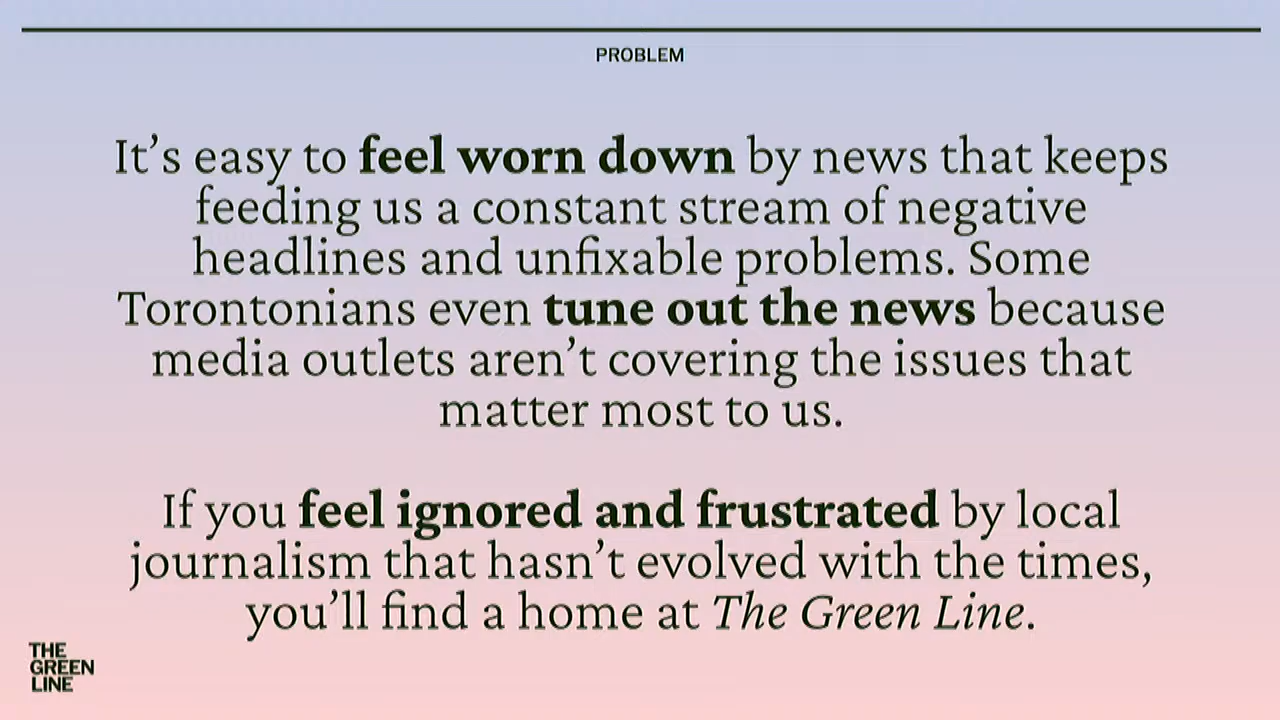 PROBLEM
It’s easy to feel worn down by news that keeps
feeding us a constant stream of negative
headlines and unfixable problems. Some
Torontonians even tune out the news because
media outlets aren’t covering the issues that
matter most to us.
If you feel ignored and frustrated by local
journalism that hasn’t evolved with the times,
you’ll find a home at The Green Line.
THE
GREEN
LINE